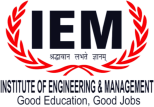 IEM
श्रद्धावान लभते ज्ञानम्
INSTITUTE OF ENGINEERING & MANAGEMENT
Good Education, Good Jobs